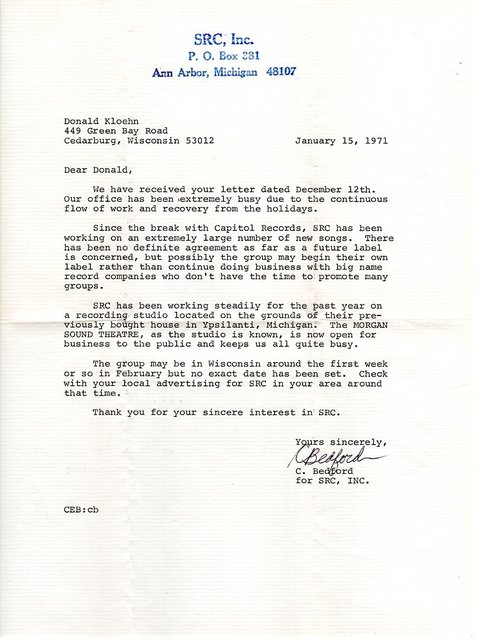 SRC, Inc.
P. O. Box 331
Ann Arbor, Michigan 48107
Donald Kloehn
449 Green Bay Road
Cedarburg, Wisconsin 53012 January 15, 1971
Dear Donald,
We have received your letter dated December 12th.
Our office has been extremely busy due to the continuous
flow of work and recovery from the holidays.
Since the break with Capitol Records, SRC has been
working on an extremely large number of new songs. There
has been no definite agreement as far as a future label
is concerned, but possibly the group may begin their own
label rather than continue doing business with big name
record companies who don't have the time to promote many
groups.
SRC has been working steadily for the past year on
a recording studio located on the grounds of their pre-
viously bought house in Ypsilanti, Michigan. The MORGAN
SOUND THEATRE, as the studio is known, is now open for
business to the public and keeps us all quite busy.
The group may be in Wisconsin around the first week
or so in February but no exact date has been set. Check
with your local advertising for SRC in your area around
that time.
Thank you for your sincere interest in SRC.
Yours sincerely,
CBedford
C. Bedford
for SRC, INC.
CEB:cb